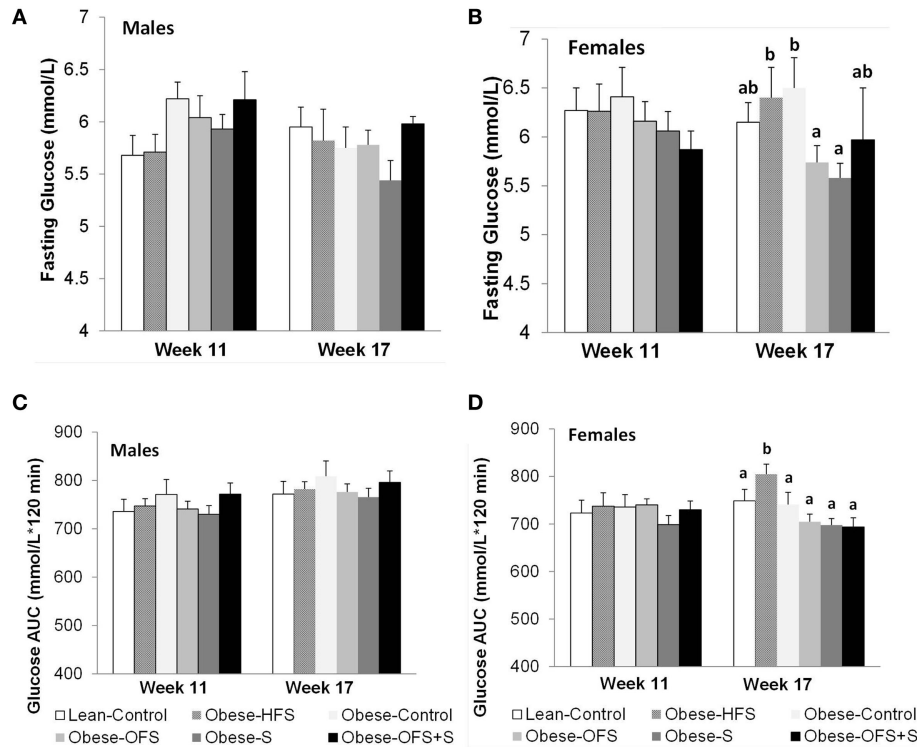 A
Males
Fasting Glucose (mmol/L)
7
6.5
6
5.5
5
4.5
4
Week 11 Week 17
B
Females
Fasting Glucose (mmol/L)
7
6.5
6
5.5
5
4.5
4
ab b b a a ab
Week 11 Week 17
C
Males
Glucose AUC (mmol/L*120 min)
900
800
700
600
500
400
Week 11 Week 17
Lean-Control Obese-HFS Obese-Control
Obese-OFS Obese-S Obese-OFS+S
D
Females
Glucose AUC (mmol/L*120 min)
900
800
700
600
500
400
a b a a a a
Week 11 Week 17
Lean-Control Obese-HFS Obese-Control
Obese-OFS Obese-S Obese-OFS+S